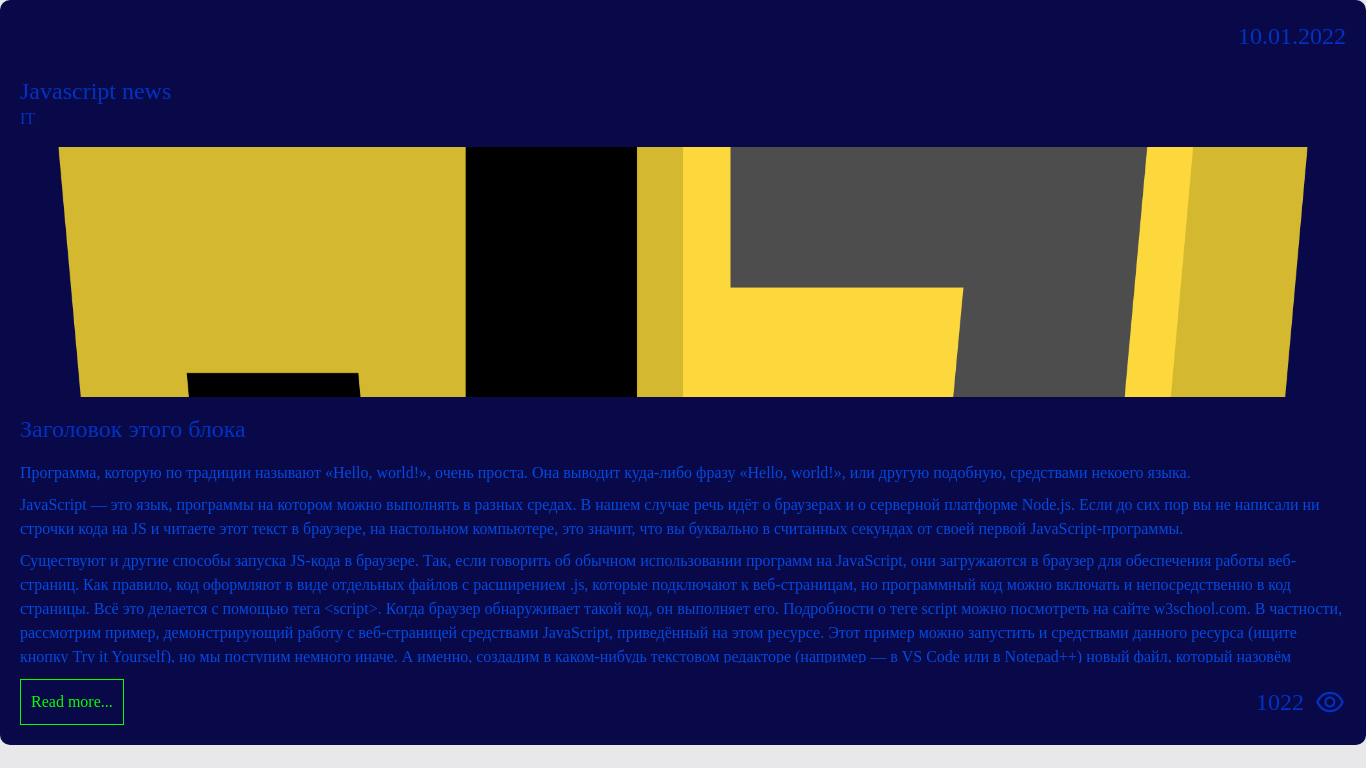 10.01.2022
Javascript news
IT
Заголовок этого блока
Программа, которую по традиции называют «Hello, world!», очень проста. Она выводит куда-либо фразу «Hello, world!», или другую подобную, средствами некоего языка.
JavaScript — это язык, программы на котором можно выполнять в разных средах. В нашем случае речь идёт о браузерах и о серверной платформе Node.js. Если до сих пор вы не написали ни
строчки кода на JS и читаете этот текст в браузере, на настольном компьютере, это значит, что вы буквально в считанных секундах от своей первой JavaScript-программы.
Существуют и другие способы запуска JS-кода в браузере. Так, если говорить об обычном использовании программ на JavaScript, они загружаются в браузер для обеспечения работы веб-
страниц. Как правило, код оформляют в виде отдельных файлов с расширением .js, которые подключают к веб-страницам, но программный код можно включать и непосредственно в код
страницы. Всё это делается с помощью тега <script>. Когда браузер обнаруживает такой код, он выполняет его. Подробности о теге script можно посмотреть на сайте w3school.com. В частности,
рассмотрим пример, демонстрирующий работу с веб-страницей средствами JavaScript, приведённый на этом ресурсе. Этот пример можно запустить и средствами данного ресурса (ищите
кнопку Try it Yourself), но мы поступим немного иначе. А именно, создадим в каком-нибудь текстовом редакторе (например — в VS Code или в Notepad++) новый файл, который назовём
Read more...
1022